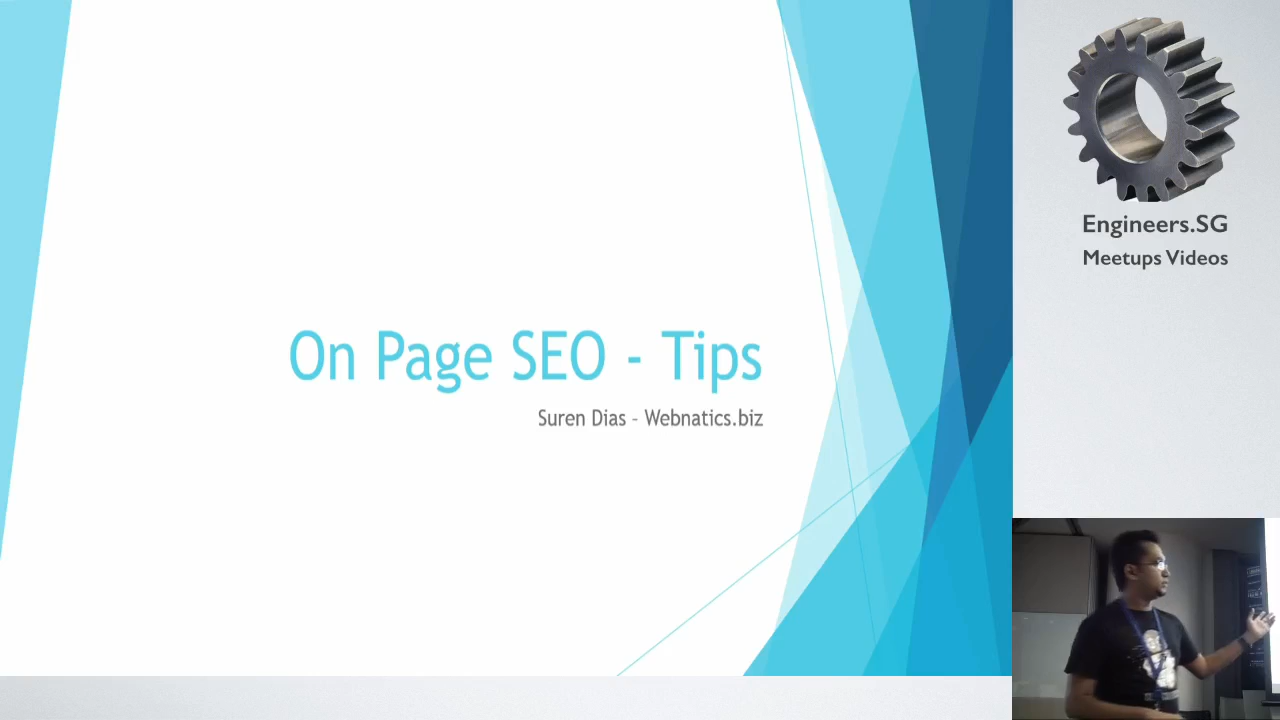 On Page SEO - Tips
Suren Dias – Webnatics.biz
Engineers.SG
Meetups Videos